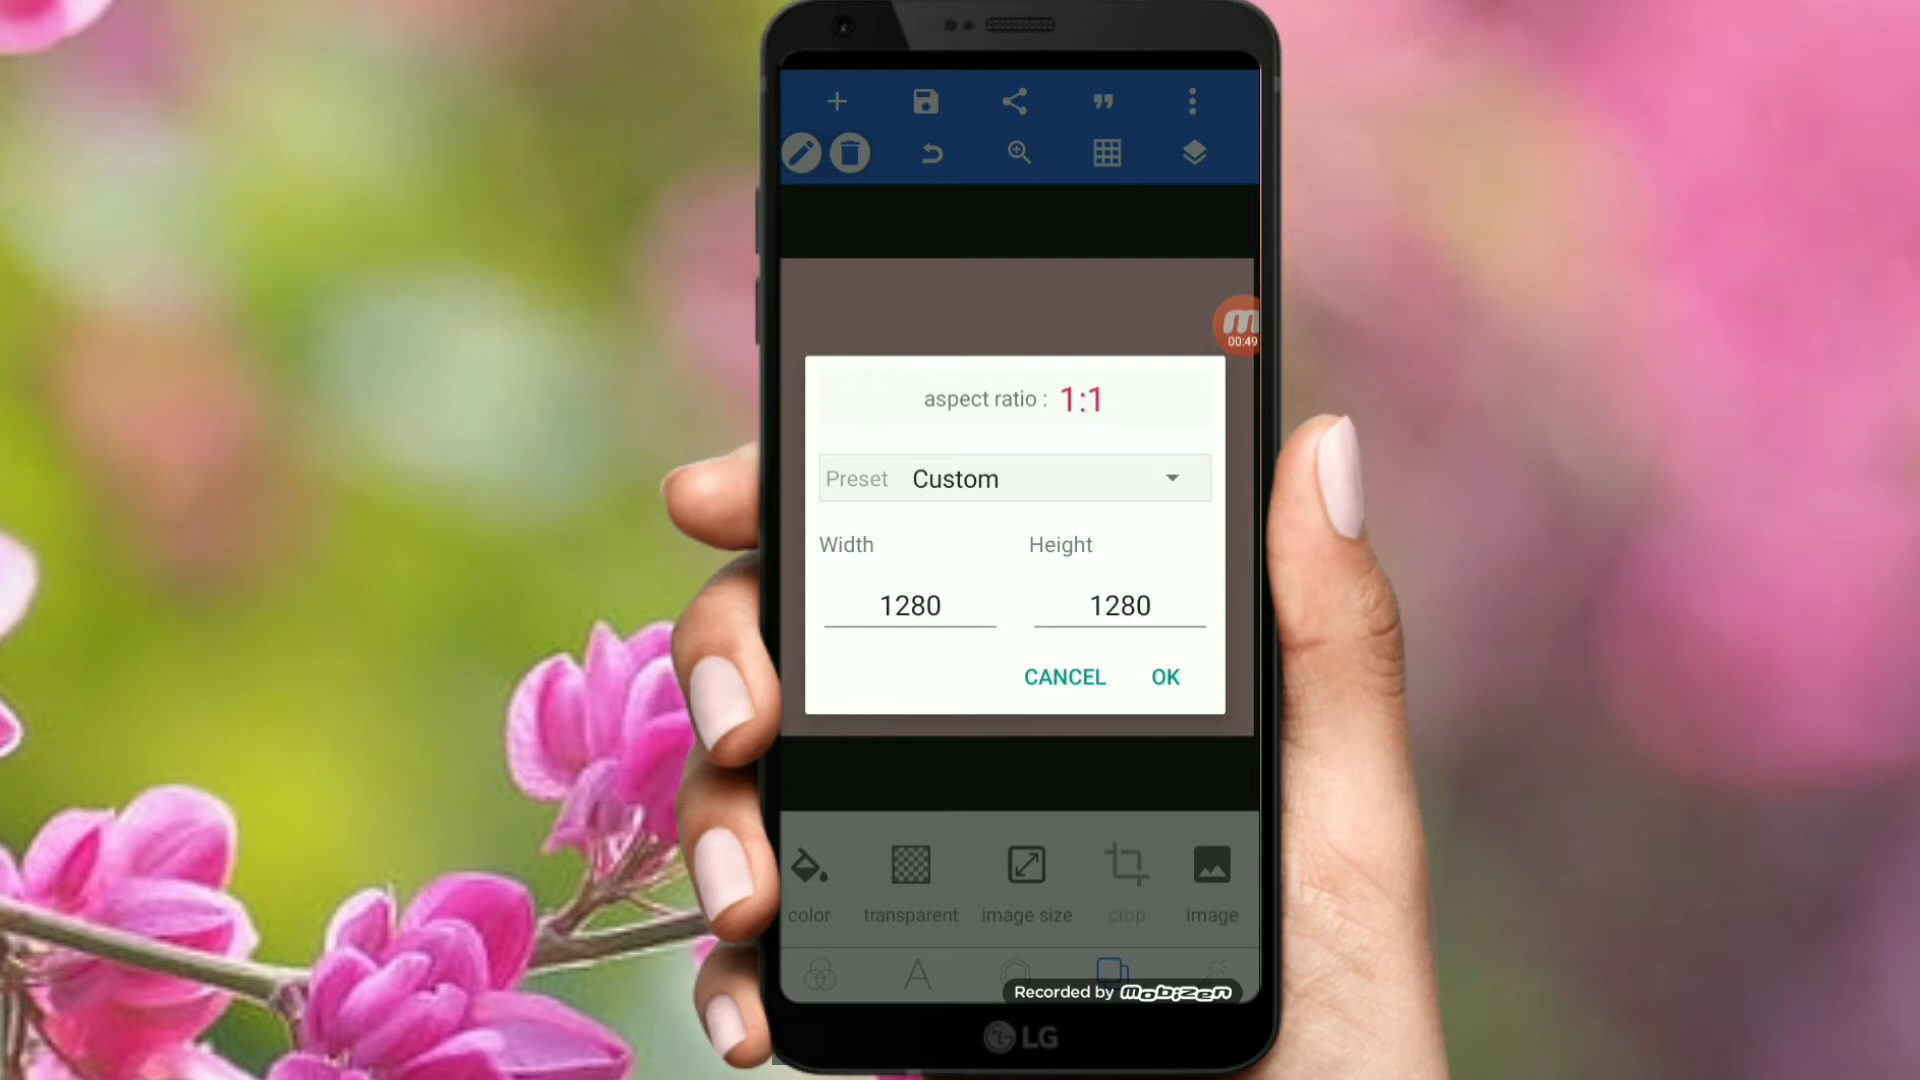 00:49
aspect ratio : 1:1
Preset Custom
Width Height
1280 1280
CANCEL OK
color transparent image size crop image
Recorded by mobizen
LG